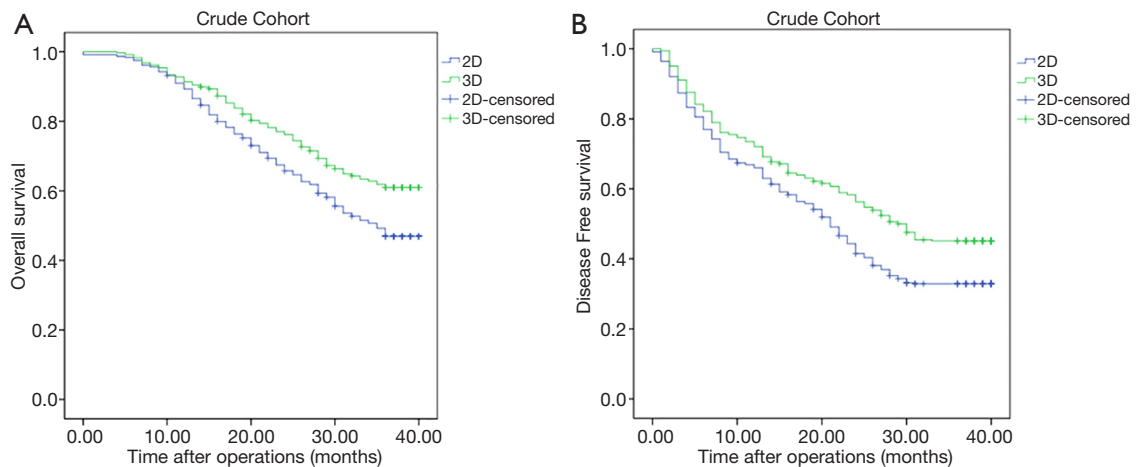 A
Crude Cohort
1.0
0.8
0.6
0.4
0.2
0.0
Overall survival
0.00 10.00 20.00 30.00 40.00
Time after operations (months)
2D
3D
2D-censored
3D-censored
B
Crude Cohort
1.0
0.8
0.6
0.4
0.2
0.0
Disease Free survival
0.00 10.00 20.00 30.00 40.00
Time after operations (months)
2D
3D
2D-censored
3D-censored